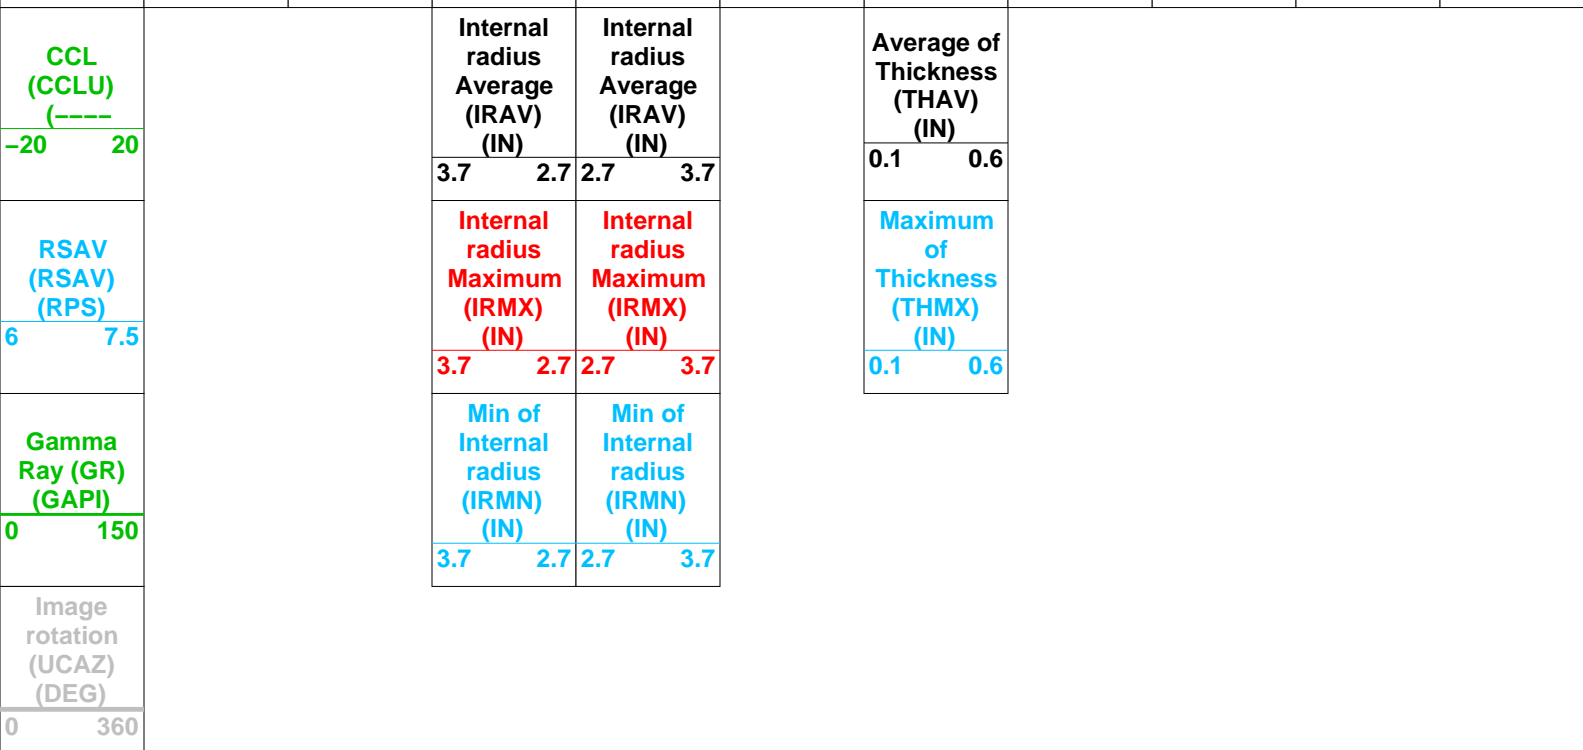 CCL
(CCLU)
(----
-20 20
RSAV
(RSAV)
(RPS)
6 7.5
Gamma
Ray (GR)
(GAPI)
0 150
Image
rotation
(UCAZ)
(DEG)
0 360
Internal
radius
Average
(IRAV)
(IN)
3.7 2.7
Internal
radius
Maximum
(IRMX)
(IN)
3.7 2.7
Min of
Internal
radius
(IRMN)
(IN)
3.7 2.7
Internal
radius
Average
(IRAV)
(IN)
2.7 3.7
Internal
radius
Maximum
(IRMX)
(IN)
2.7 3.7
Min of
Internal
radius
(IRMN)
(IN)
2.7 3.7
Average of
Thickness
(THAV)
(IN)
0.1 0.6
Maximum
of
Thickness
(THMX)
(IN)
0.1 0.6